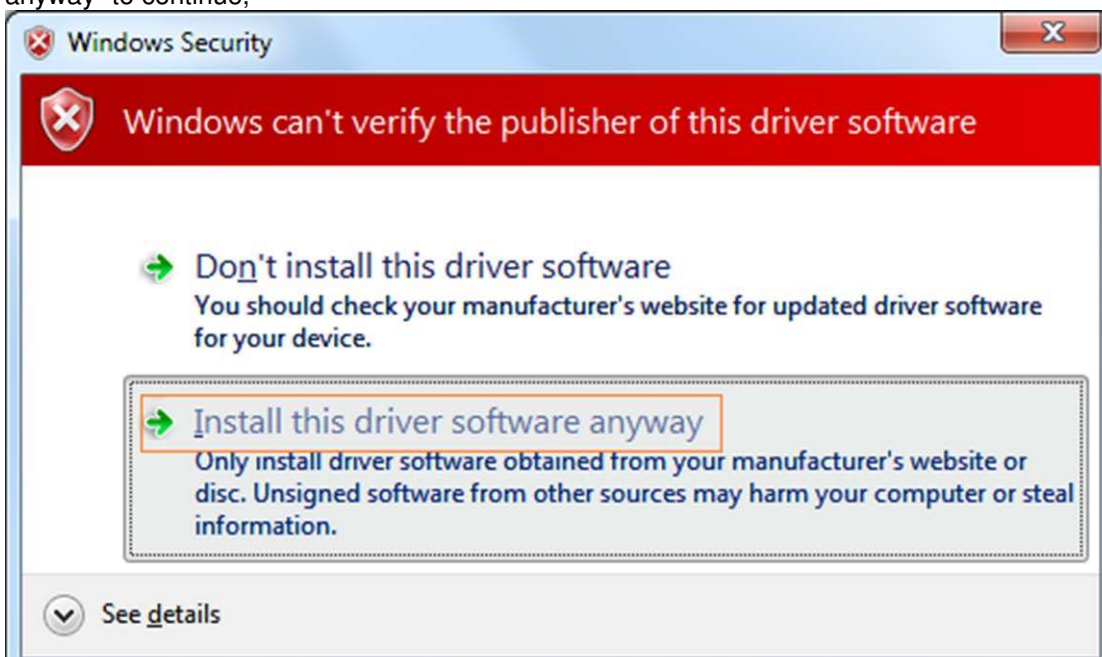 anyway" to continue;
Windows Security
Windows can't verify the publisher of this driver software
Don't install this driver software
You should check your manufacturer's website for updated driver software
for your device.
Install this driver software anyway
Only install driver software obtained from your manufacturer's website or
disc. Unsigned software from other sources may harm your computer or steal
information.
See details